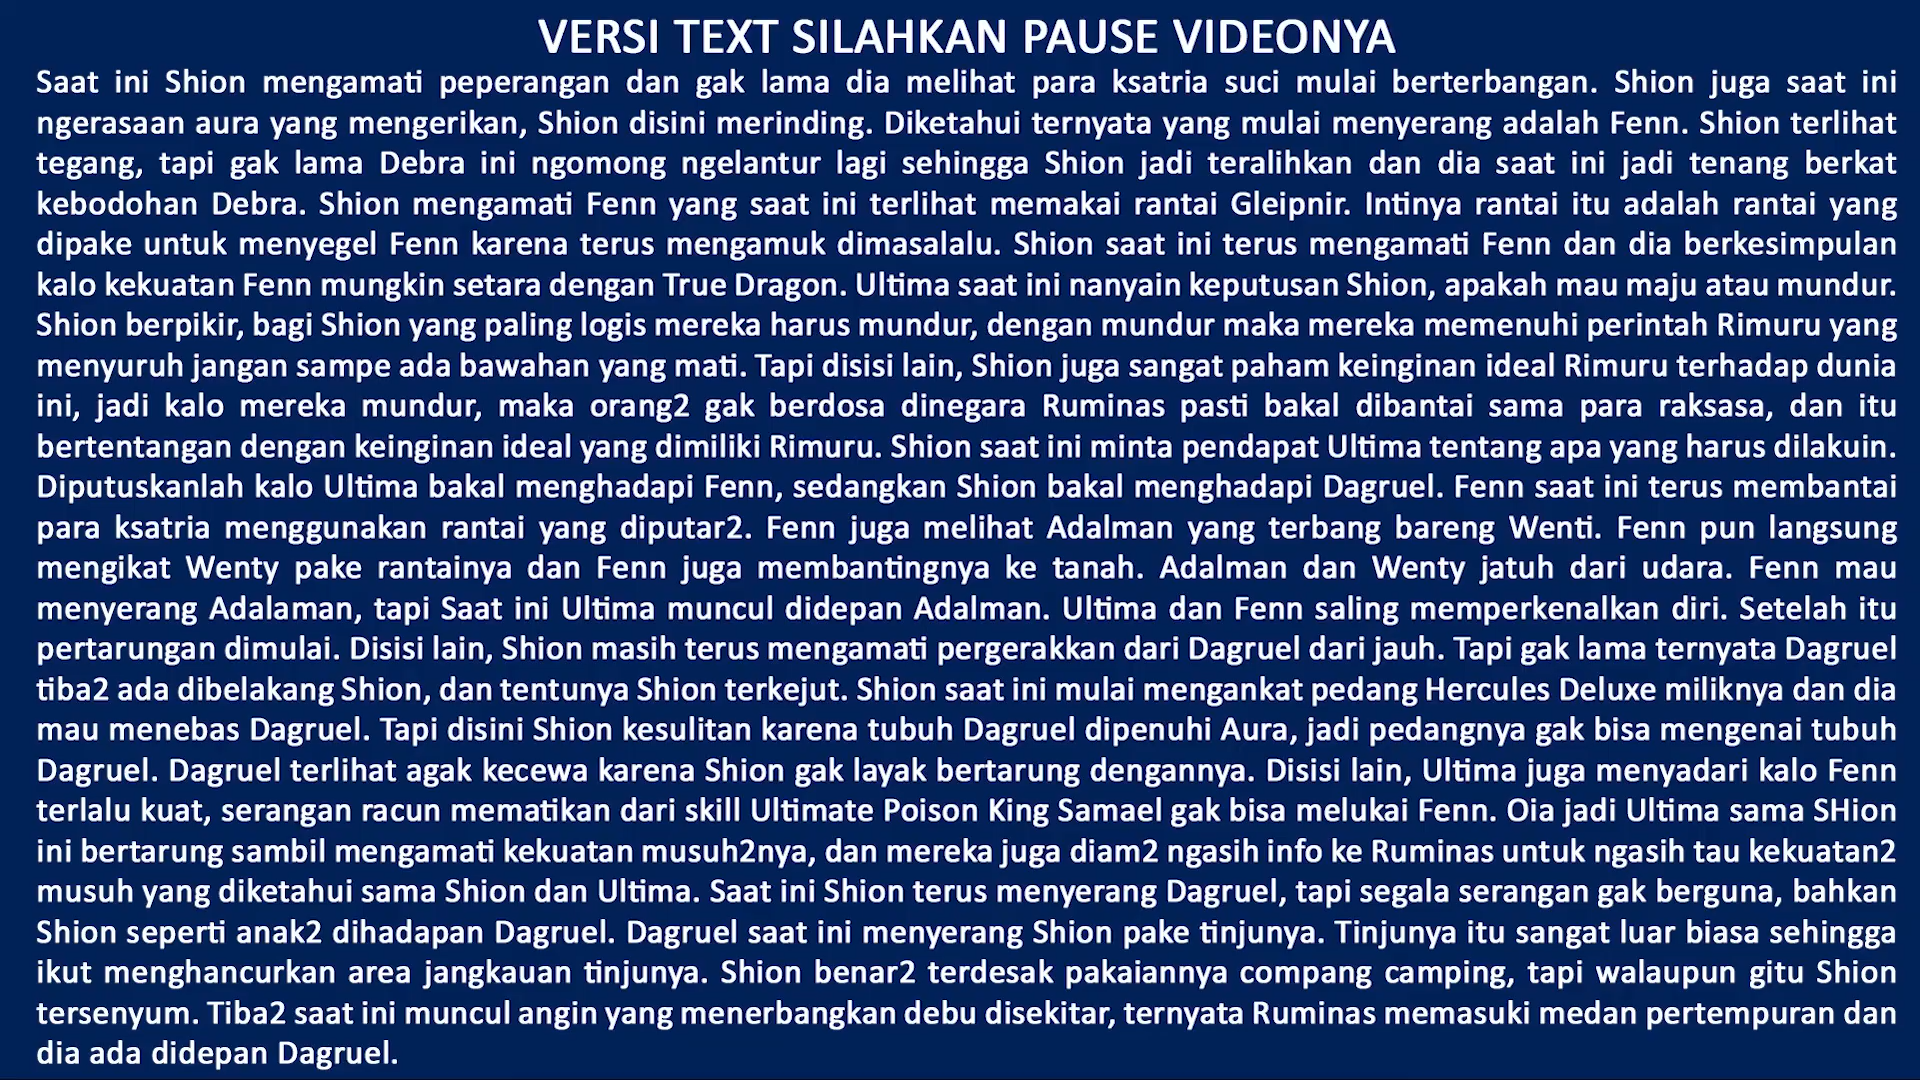 VERSI TEXT SILAHKAN PAUSE VIDEONYA
Saat ini Shion mengamati peperangan dan gak lama dia melihat para ksatria suci mulai berterbangan. Shion juga saat ini
ngerasaan aura yang mengerikan, Shion disini merinding. Diketahui ternyata yang mulai menyerang adalah Fenn. Shion terlihat
tegang, tapi gak lama Debra ini ngomong ngelantur lagi sehingga Shion jadi teralihkan dan dia saat ini jadi tenang berkat
kebodohan Debra. Shion mengamati Fenn yang saat ini terlihat memakai rantai Gleipnir. Intinya rantai itu adalah rantai yang
dipake untuk menyegel Fenn karena terus mengamuk dimasalalu. Shion saat ini terus mengamati Fenn dan dia berkesimpulan
kalo kekuatan Fenn mungkin setara dengan True Dragon. Ultima saat ini nanyain keputusan Shion, apakah mau maju atau mundur.
Shion berpikir, bagi Shion yang paling logis mereka harus mundur, dengan mundur maka mereka memenuhi perintah Rimuru yang
menyuruh jangan sampe ada bawahan yang mati. Tapi disisi lain, Shion juga sangat paham keinginan ideal Rimuru terhadap dunia
ini, jadi kalo mereka mundur, maka orang2 gak berdosa dinegara Ruminas pasti bakal dibantai sama para raksasa, dan itu
bertentangan dengan keinginan ideal yang dimiliki Rimuru. Shion saat ini minta pendapat Ultima tentang apa yang harus dilakuin.
Diputuskanlah kalo Ultima bakal menghadapi Fenn, sedangkan Shion bakal menghadapi Dagruel. Fenn saat ini terus membantai
para ksatria menggunakan rantai yang diputar2. Fenn juga melihat Adalman yang terbang bareng Wenti. Fenn pun langsung
mengikat Wenty pake rantainya dan Fenn juga membantingnya ke tanah. Adalman dan Wenty jatuh dari udara. Fenn mau
menyerang Adalaman, tapi Saat ini Ultima muncul didepan Adalman. Ultima dan Fenn saling memperkenalkan diri. Setelah itu
pertarungan dimulai. Disisi lain, Shion masih terus mengamati pergerakkan dari Dagruel dari jauh. Tapi gak lama ternyata Dagruel
tiba2 ada dibelakang Shion, dan tentunya Shion terkejut. Shion saat ini mulai mengankat pedang Hercules Deluxe miliknya dan dia
mau menebas Dagruel. Tapi disini Shion kesulitan karena tubuh Dagruel dipenuhi Aura, jadi pedangnya gak bisa mengenai tubuh
Dagruel. Dagruel terlihat agak kecewa karena Shion gak layak bertarung dengannya. Disisi lain, Ultima juga menyadari kalo Fenn
terlalu kuat, serangan racun mematikan dari skill Ultimate Poison King Samael gak bisa melukai Fenn. Oia jadi Ultima sama SHion
ini bertarung sambil mengamati kekuatan musuh2nya, dan mereka juga diam2 ngasih info ke Ruminas untuk ngasih tau kekuatan2
musuh yang diketahui sama Shion dan Ultima. Saat ini Shion terus menyerang Dagruel, tapi segala serangan gak berguna, bahkan
Shion seperti anak2 dihadapan Dagruel. Dagruel saat ini menyerang Shion pake tinjunya. Tinjunya itu sangat luar biasa sehingga
ikut menghancurkan area jangkauan tinjunya. Shion benar2 terdesak pakaiannya compang camping, tapi walaupun gitu Shion
tersenyum. Tiba2 saat ini muncul angin yang menerbangkan debu disekitar, ternyata Ruminas memasuki medan pertempuran dan
dia ada didepan Dagruel.